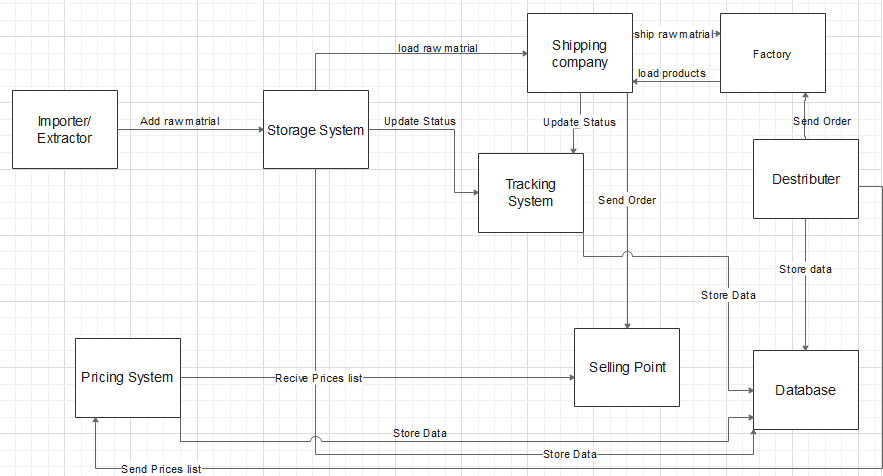 Shipping
company
ship raw matrial
Factory
load raw matrial
load products
Importer/
Extractor
Add raw matrial
Storage System
Update Status
Update Status
Send Order
Tracking
System
Send Order
Destributer
Store data
Store Data
Pricing System
Recive Prices list
Selling Point
Database
Store Data
Store Data
Send Prices list